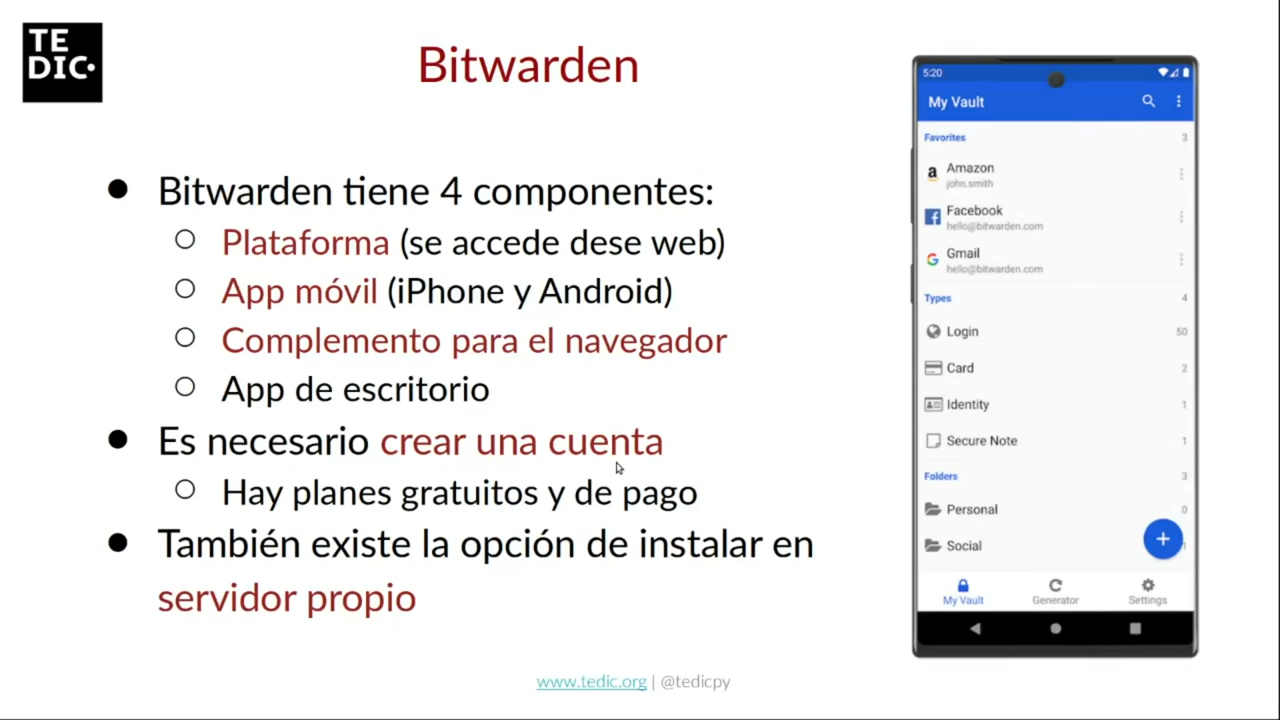 TE
DIC
Bitwarden
Bitwarden tiene 4 componentes:
Plataforma (se accede dese web)
App móvil (iPhone y Android)
Complemento para el navegador
App de escritorio
Es necesario crear una cuenta
Hay planes gratuitos y de pago
También existe la opción de instalar en
servidor propio
www.tedic.org | @tedicpy
5:20
My Vault
Favorites 3
Amazon
john.smith
Facebook
hello@bitwarden.com
Gmail
hello@bitwarden.com
Types 4
Login 50
Card 2
Identity 1
Secure Note 1
Folders 3
Personal 0
Social
My Vault Generator Settings